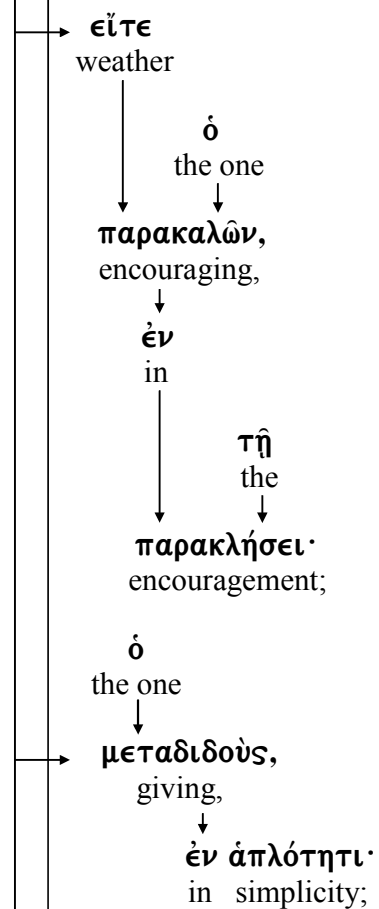 εἴτε
weather
ὁ
the one
παρακαλῶν,
encouraging,
ἐν
in
τῇ
the
παρακλήσει·
encouragement;
ὁ
the one
μεταδιδοὺς,
giving,
ἐν ἁπλότητι·
in simplicity;